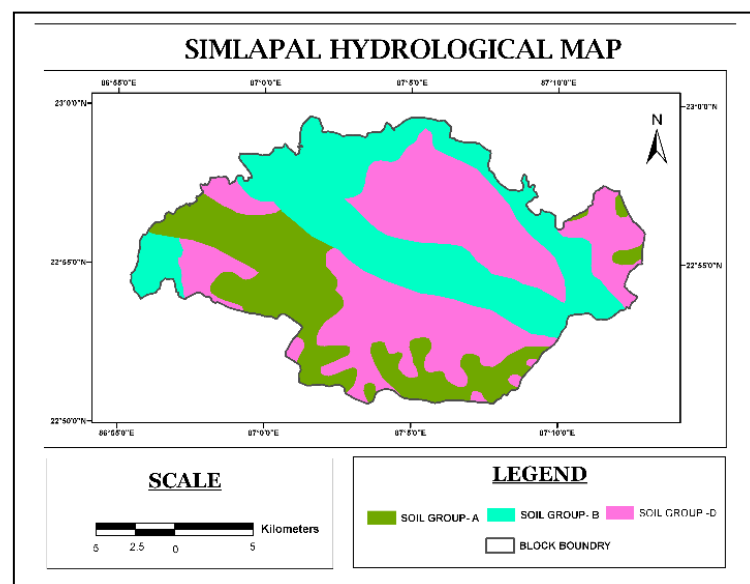 SIMLAPAL HYDROLOGICAL MAP
86°55'0"E 87°0'0"E 87°5'0"E 87°10'0"E
23°0'0"N 23°0'0"N
N
22°55'0"N 22°55'0"N
22°50'0"N 22°50'0"N
86°55'0"E 87°0'0"E 87°5'0"E 87°10'0"E
SCALE
Kilometers
5 2.5 0 5
LEGEND
SOIL GROUP- A SOIL GROUP- B SOIL GROUP -D
BLOCK BOUNDRY